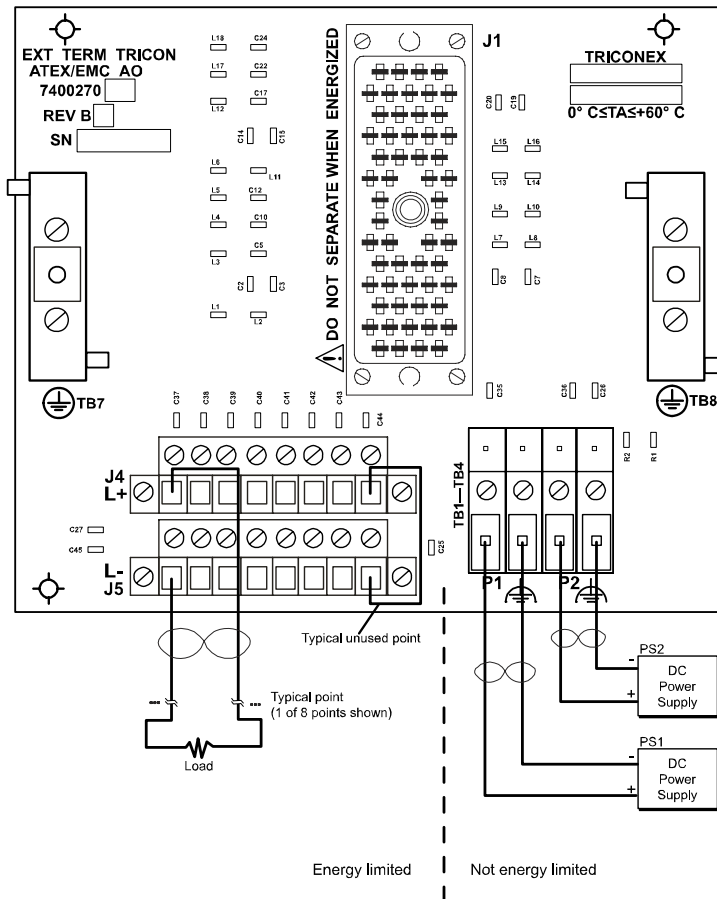 EXT TERM TRICON
ATEX/EMC AO
7400270
REV B
SN
L18
C24
L17
C22
C17
L12
C14
C15
L6
L11
L5
C12
L4
C10
C5
L3
C2
C3
L1
L2
DO NOT SEPARATE WHEN ENERGIZED
J1
TRICONEX
0° C≤TA≤+60° C
C20
C19
L15
L16
L13
L14
L9
L10
L7
L8
C8
C7
TB7
TB8
C35
C36
C26
R2
R1
C37
C38
C39
C40
C41
C42
C43
C44
J4
L+
C27
C45
L-
J5
C25
TB1—TB4
P1
P2
Typical unused point
Typical point
(1 of 8 points shown)
Load
PS2
-
DC
Power
Supply
+
PS1
-
DC
Power
Supply
+
Energy limited
Not energy limited